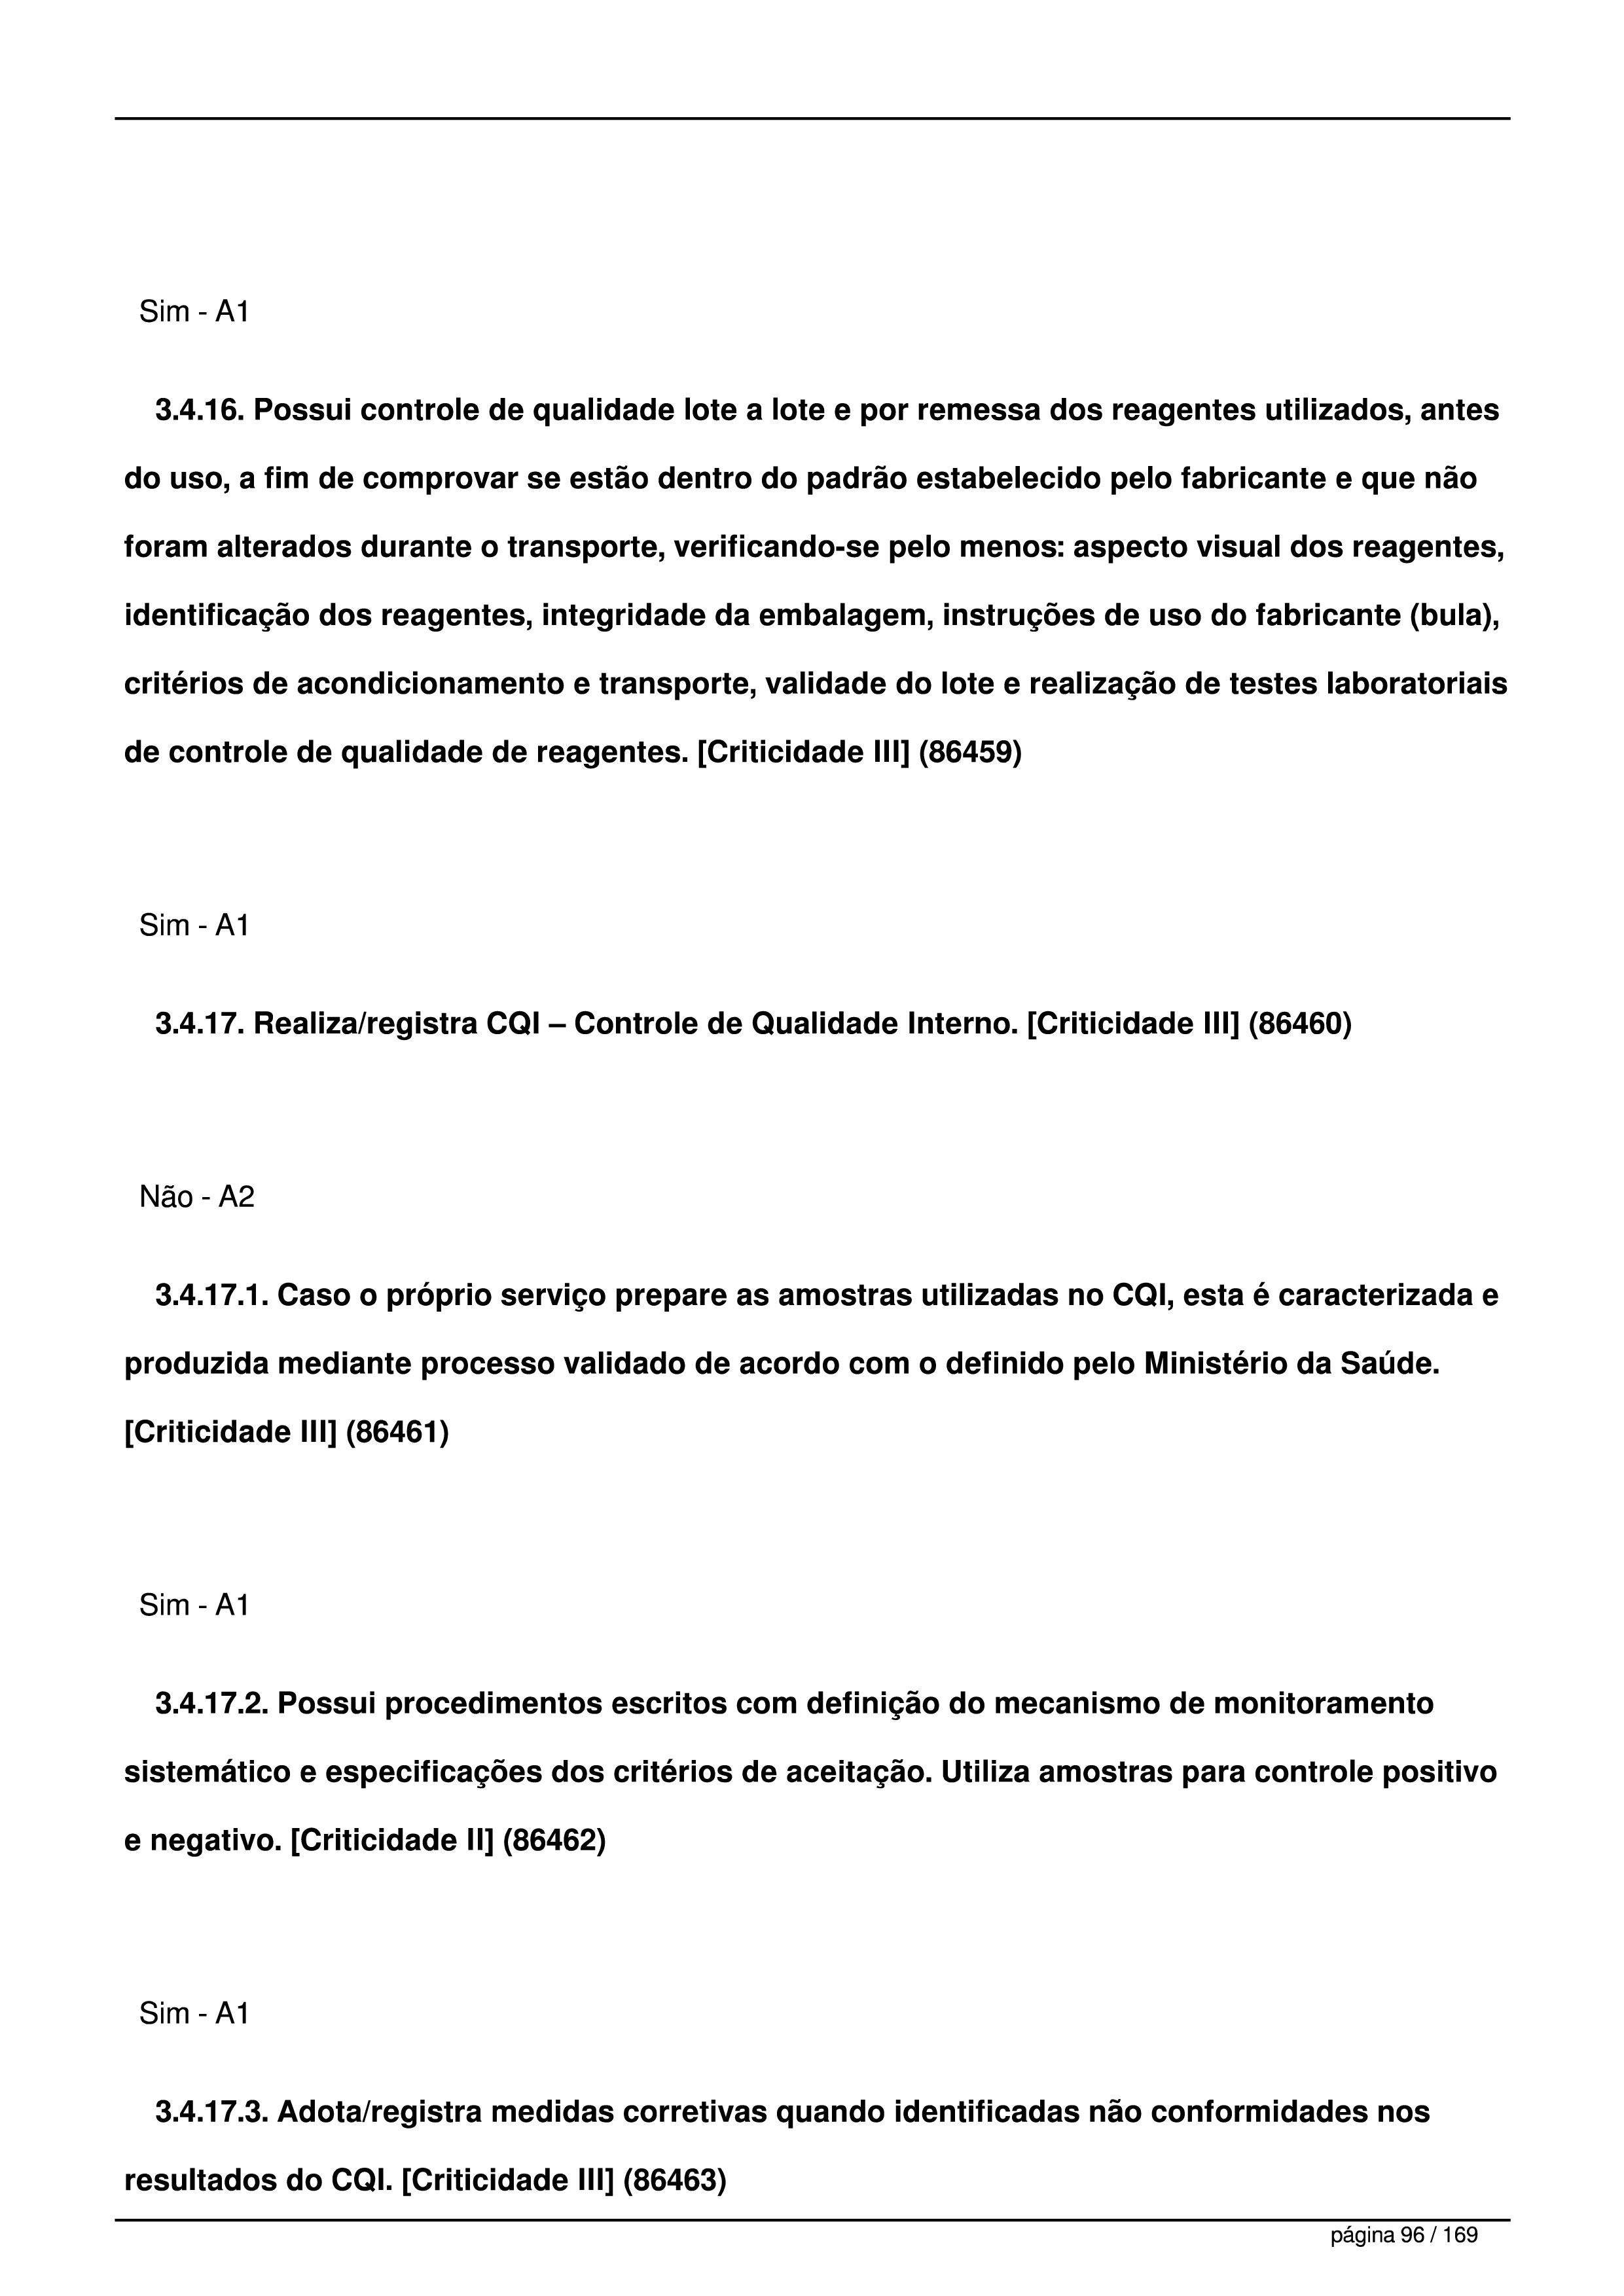 Sim - A1
3.4.16. Possui controle de qualidade lote a lote e por remessa dos reagentes utilizados, antes
do uso, a fim de comprovar se estão dentro do padrão estabelecido pelo fabricante e que não
foram alterados durante o transporte, verificando-se pelo menos: aspecto visual dos reagentes,
identificação dos reagentes, integridade da embalagem, instruções de uso do fabricante (bula),
critérios de acondicionamento e transporte, validade do lote e realização de testes laboratoriais
de controle de qualidade de reagentes. [Criticidade III] (86459)
Sim - A1
3.4.17. Realiza/registra CQI – Controle de Qualidade Interno. [Criticidade III] (86460)
Não - A2
3.4.17.1. Caso o próprio serviço prepare as amostras utilizadas no CQI, esta é caracterizada e
produzida mediante processo validado de acordo com o definido pelo Ministério da Saúde.
[Criticidade III] (86461)
Sim - A1
3.4.17.2. Possui procedimentos escritos com definição do mecanismo de monitoramento
sistemático e especificações dos critérios de aceitação. Utiliza amostras para controle positivo
e negativo. [Criticidade II] (86462)
Sim - A1
3.4.17.3. Adota/registra medidas corretivas quando identificadas não conformidades nos
resultados do CQI. [Criticidade III] (86463)
página 96 / 169